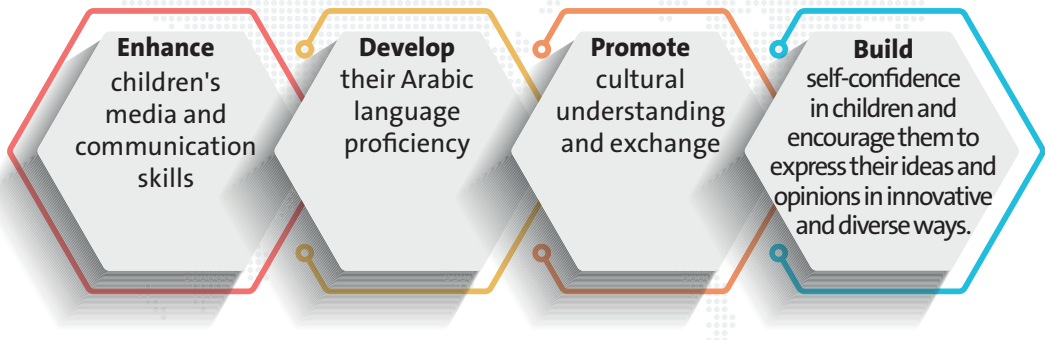 Enhance
children's
media and
communication
skills
Develop
their Arabic
language
proficiency
Promote
cultural
understanding
and exchange
Build
self-confidence
in children and
encourage them to
express their ideas and
opinions in innovative
and diverse ways.